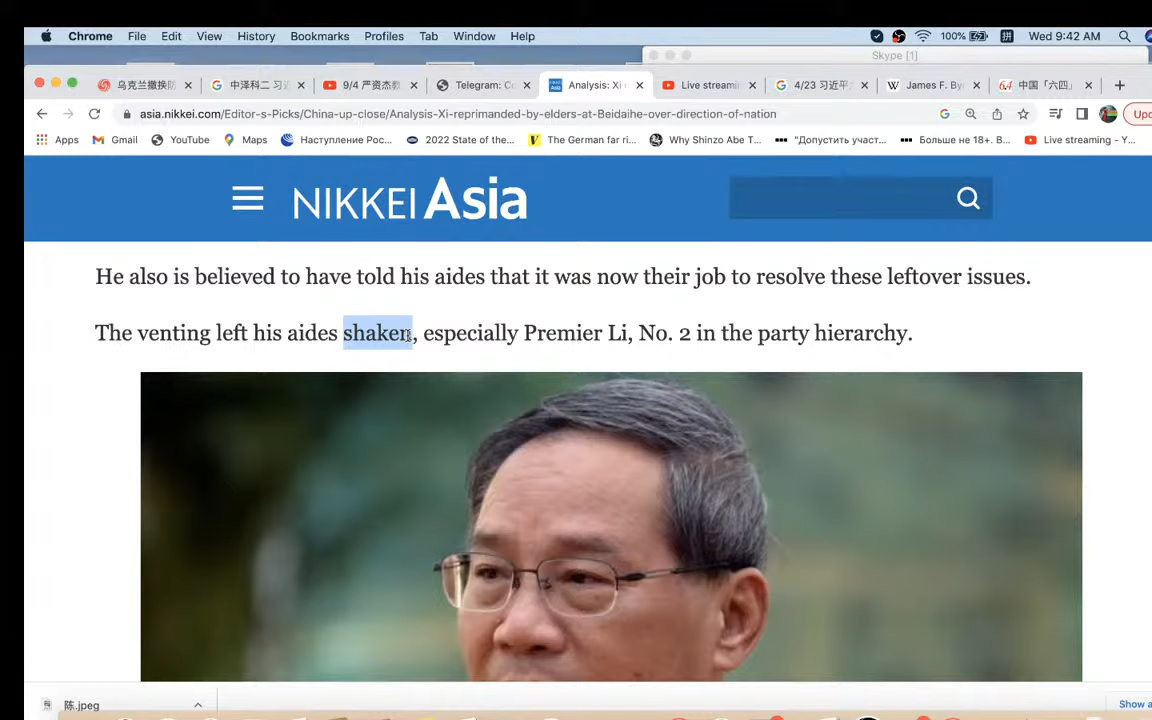 Chrome File Edit View History Bookmarks Profiles Tab Window Help 100% 拼 Wed 9:42 AM
Skype [1]
乌克兰撤换防 中泽科二 习近 9/4 严资杰教 Telegram: Co Analysis: Xi r Live streami 4/23 习近平 W James F. By 6.4 中国「六四
asia.nikkei.com/Editor-s-Picks/China-up-close/Analysis-Xi-reprimanded-by-elders-at-Beidaihe-over-direction-of-nation
Apps Gmail YouTube Maps Наступление Рос... 2022 State of the... The German far ri... Why Shinzo Abe T... "Допустить участ... Больше не 18+. В... Live streaming - Y...
NIKKEI Asia
He also is believed to have told his aides that it was now their job to resolve these leftover issues.
The venting left his aides shaken, especially Premier Li, No. 2 in the party hierarchy.
陈.jpeg
Show a